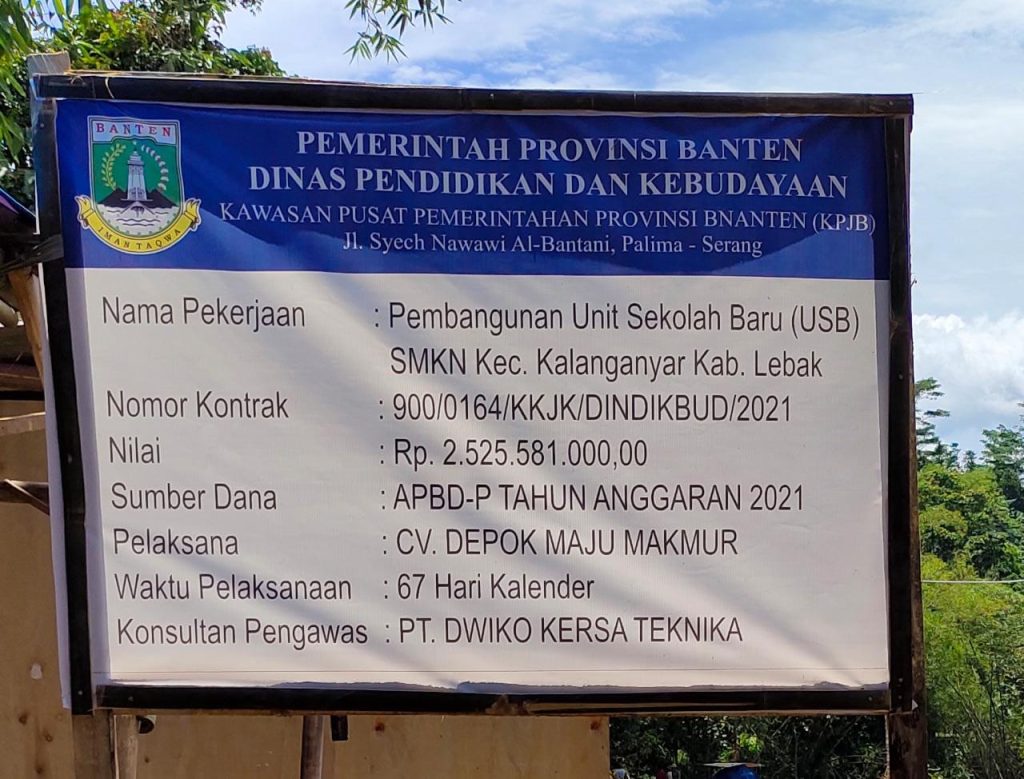 BANTEN
IMAN TAQWA
PEMERINTAH PROVINSI BANTEN
DINAS PENDIDIKAN DAN KEBUDAYAAN
KAWASAN PUSAT PEMERINTAHAN PROVINSI BNANTEN (KPJB)
Jl. Syech Nawawi Al-Bantani, Palima - Serang
Nama Pekerjaan : Pembangunan Unit Sekolah Baru (USB)
SMKN Kec. Kalanganyar Kab. Lebak
Nomor Kontrak : 900/0164/KKJK/DINDIKBUD/2021
Nilai : Rp. 2.525.581.000,00
Sumber Dana : APBD-P TAHUN ANGGARAN 2021
Pelaksana : CV. DEPOK MAJU MAKMUR
Waktu Pelaksanaan : 67 Hari Kalender
Konsultan Pengawas : PT. DWIKO KERSA TEKNIKA